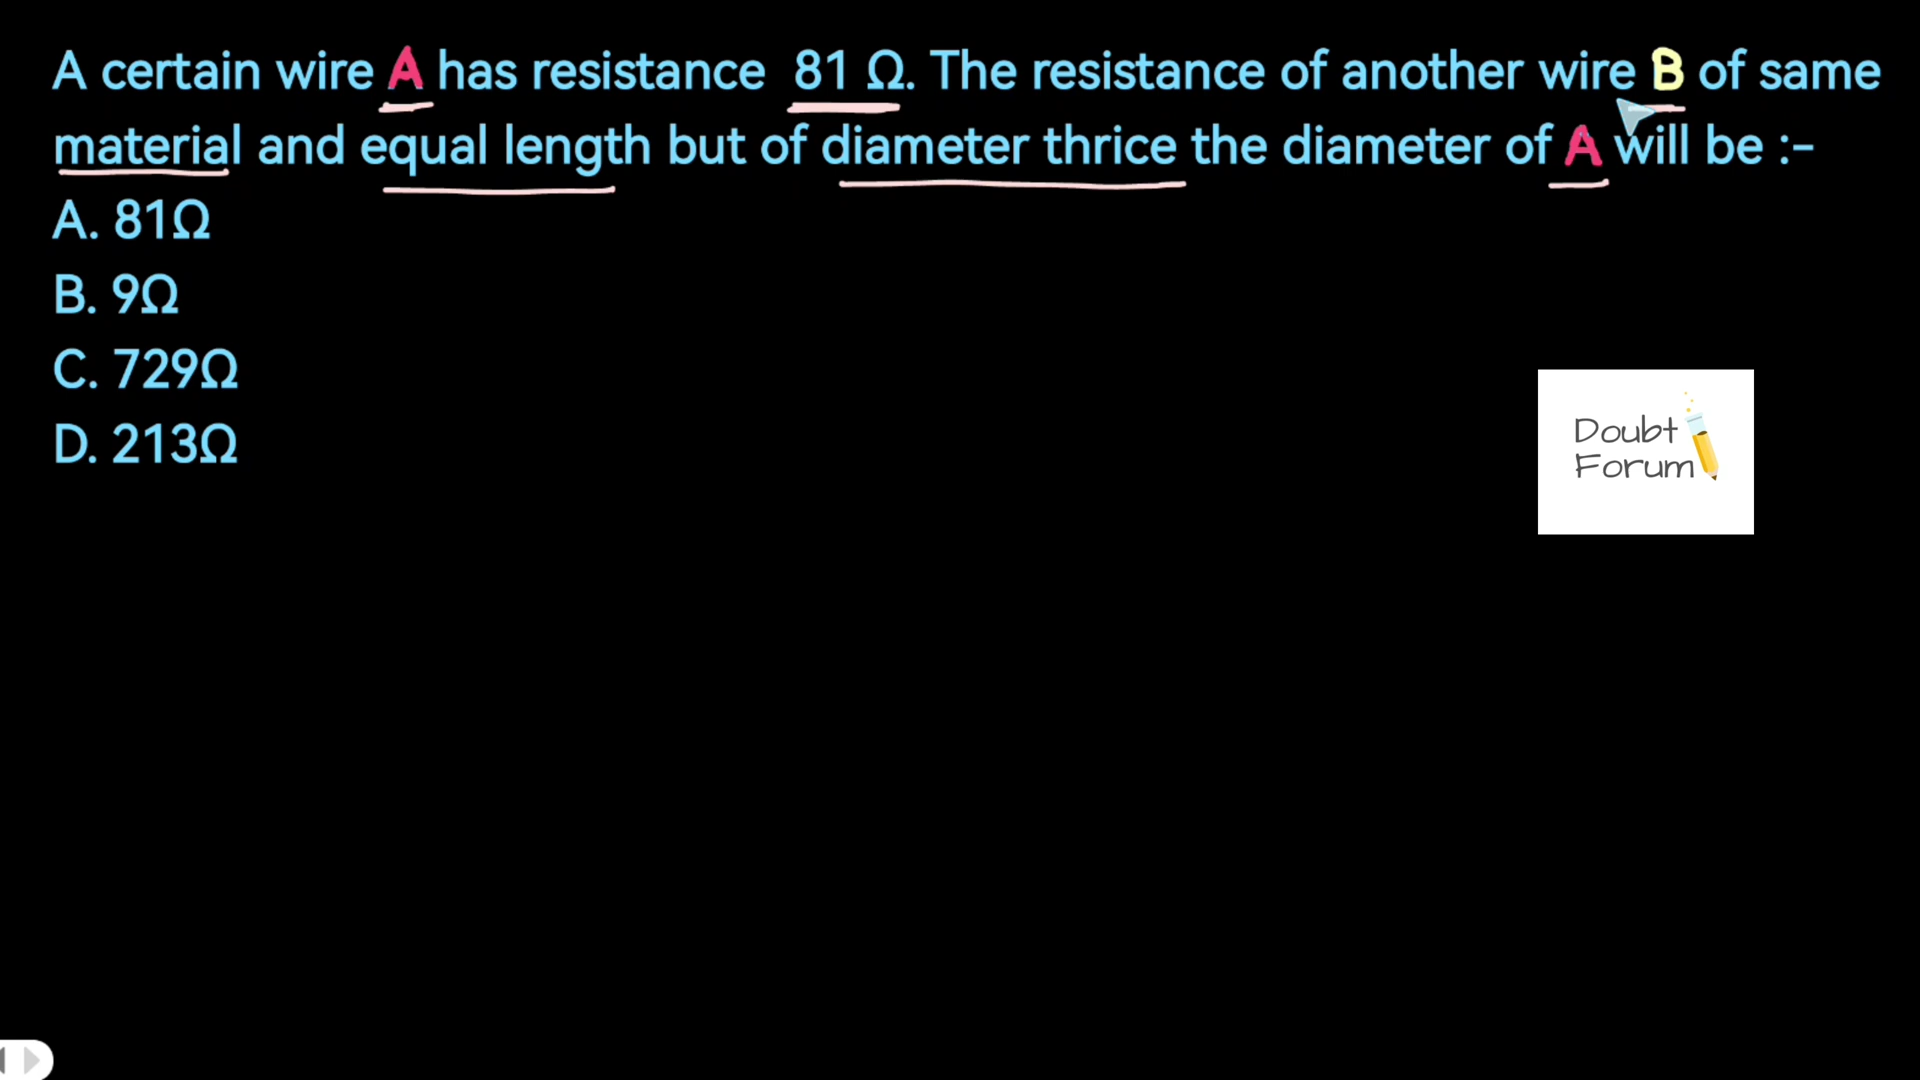 A certain wire A has resistance 81 Ω. The resistance of another wire B of same
material and equal length but of diameter thrice the diameter of A will be :-
A. 81Ω
B. 9Ω
C. 729Ω
D. 213Ω
Doubt
Forum